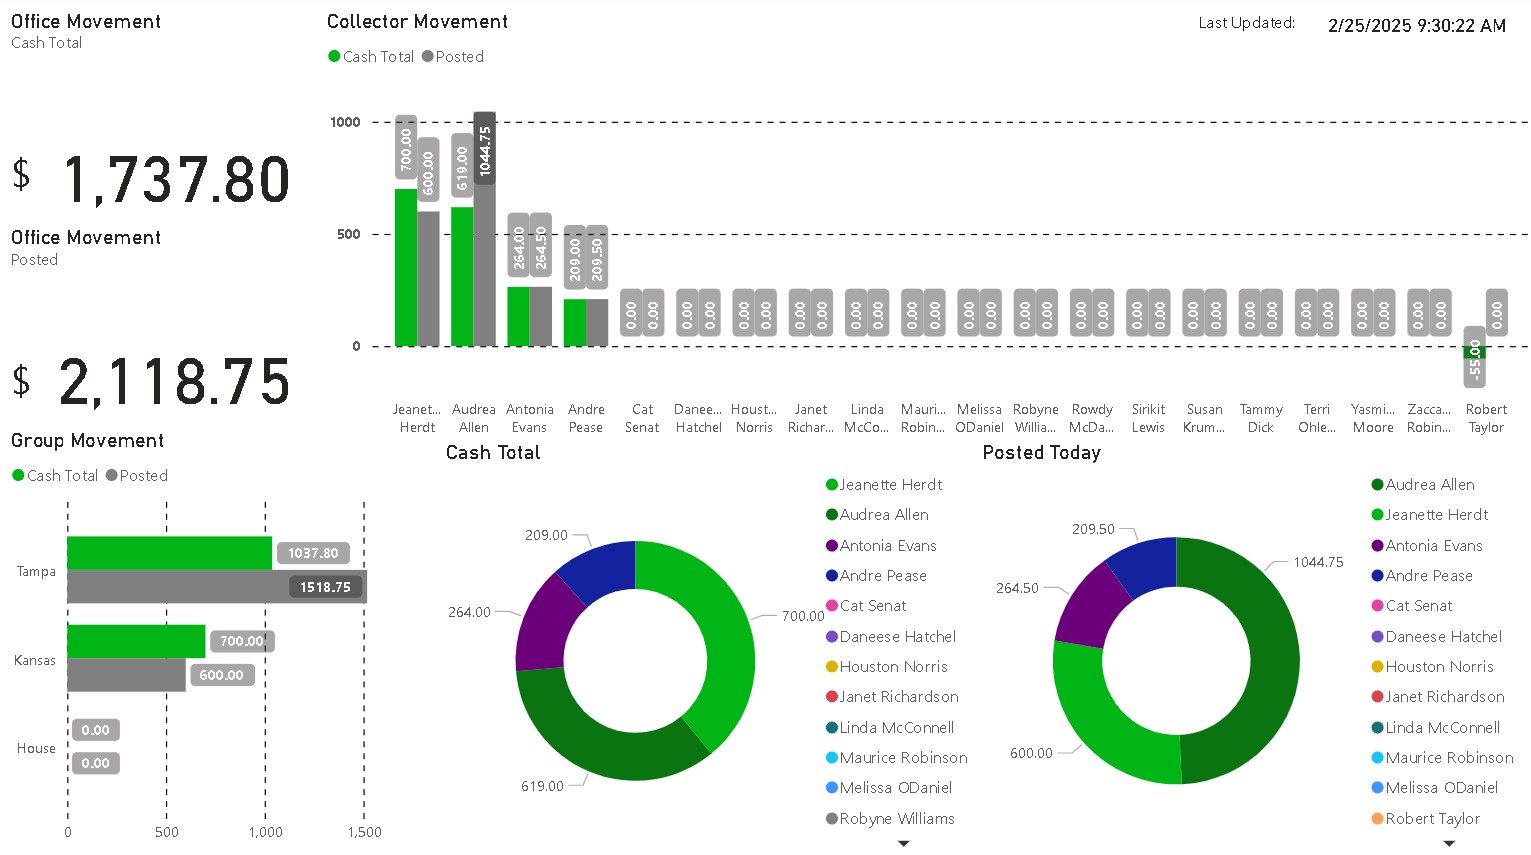 Office Movement
Cash Total
$ 1,737.80
Office Movement
Posted
$ 2,118.75
Collector Movement
Cash Total Posted
Last Updated: 2/25/2025 9:30:22 AM
1000
500
0
700.00 600.00 619.00 1044.75 264.00 264.50 209.00 209.50 0.00 0.00 0.00 0.00 0.00 0.00 0.00 0.00 0.00 0.00 0.00 0.00 0.00 0.00 0.00 0.00 0.00 0.00 0.00 0.00 0.00 0.00 0.00 0.00 0.00 0.00 0.00 0.00 0.00 0.00 -55.00 0.00
Jeanet... Herdt
Audrea Allen
Antonia Evans
Andre Pease
Cat Senat
Danee... Hatchel
Houst... Norris
Janet Richar...
Linda McCo...
Mauri... Robin...
Melissa ODaniel
Robyne Willia...
Rowdy McDa...
Sirikit Lewis
Susan Krum...
Tammy Dick
Terri Ohle...
Yasmi... Moore
Zacca... Robin...
Robert Taylor
Group Movement
Cash Total Posted
Tampa
1037.80
1518.75
Kansas
700.00
600.00
House
0.00
0.00
0 500 1,000 1,500
Cash Total
209.00
264.00
700.00
619.00
Jeanette Herdt
Audrea Allen
Antonia Evans
Andre Pease
Cat Senat
Daneese Hatchel
Houston Norris
Janet Richardson
Linda McConnell
Maurice Robinson
Melissa ODaniel
Robyne Williams
Posted Today
209.50
1044.75
264.50
600.00
Audrea Allen
Jeanette Herdt
Antonia Evans
Andre Pease
Cat Senat
Daneese Hatchel
Houston Norris
Janet Richardson
Linda McConnell
Maurice Robinson
Melissa ODaniel
Robert Taylor